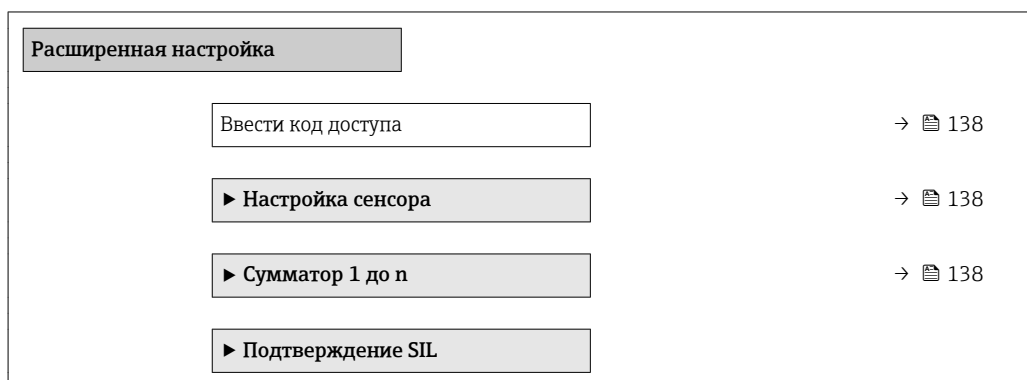 Расширенная настройка
Ввести код доступа → 138
▶ Настройка сенсора → 138
▶ Сумматор 1 до n → 138
▶ Подтверждение SIL